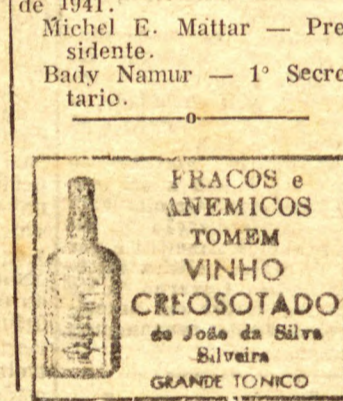 de 1941.
Michel E. Mattar — Pre
sidente.
Bady Namur — 1° Secre
tario.
FRACOS e
ANEMICOS
TOMEM
VINHO
CREOSOTADO
do João da Silva
Silveira
GRANDE TONICO